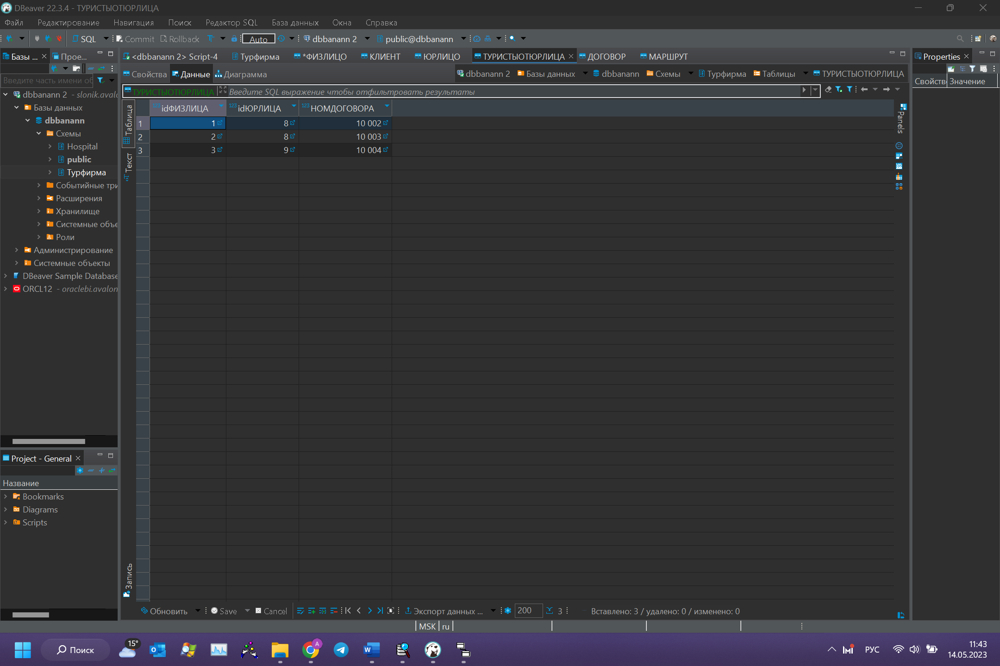 DBeaver 22.3.4 - ТУРИСТЫОТЮРЛИЦА
Файл Редактирование Навигация Поиск Редактор SQL База данных Окна Справка
SQL Commit Rollback Auto dbbanann 2 public@dbbanann
Базы ... Прое...
<dbbanann 2> Script-4 Турфирма *ФИЗЛИЦО КЛИЕНТ ЮРЛИЦО ТУРИСТЫОТЮРЛИЦА ДОГОВОР МАРШРУТ
Properties
Свойства Данные Диаграмма
dbbanann 2 Базы данных dbbanann Схемы Турфирма Таблицы ТУРИСТЫОТЮРЛИЦА
Свойств Значение
Введите часть имени об
ТУРИСТЫОТЮРЛИЦА Введите SQL выражение чтобы отфильтровать результаты
dbbanann 2 - slonik.avalo
Базы данных
dbbanann
Схемы
Hospital
public
Турфирма
Событийные три
Расширения
Хранилище
Системные объе
Роли
Администрирование
Системные объекты
DBeaver Sample Database
ORCL12 - oraclebi.avalon
Таблица
Текст
Запись
123 idФИЗЛИЦА 123 idЮРЛИЦА 123 НОМДОГОВОРА
1 1 8 10 002
2 2 8 10 003
3 3 9 10 004
Panels
Project - General
Название
Bookmarks
Diagrams
Scripts
Обновить Save Cancel Экспорт данных ... 200 3 Вставлено: 3 / удалено: 0 / изменено: 0
MSK ru
15° Поиск A РУС 11:43
14.05.2023